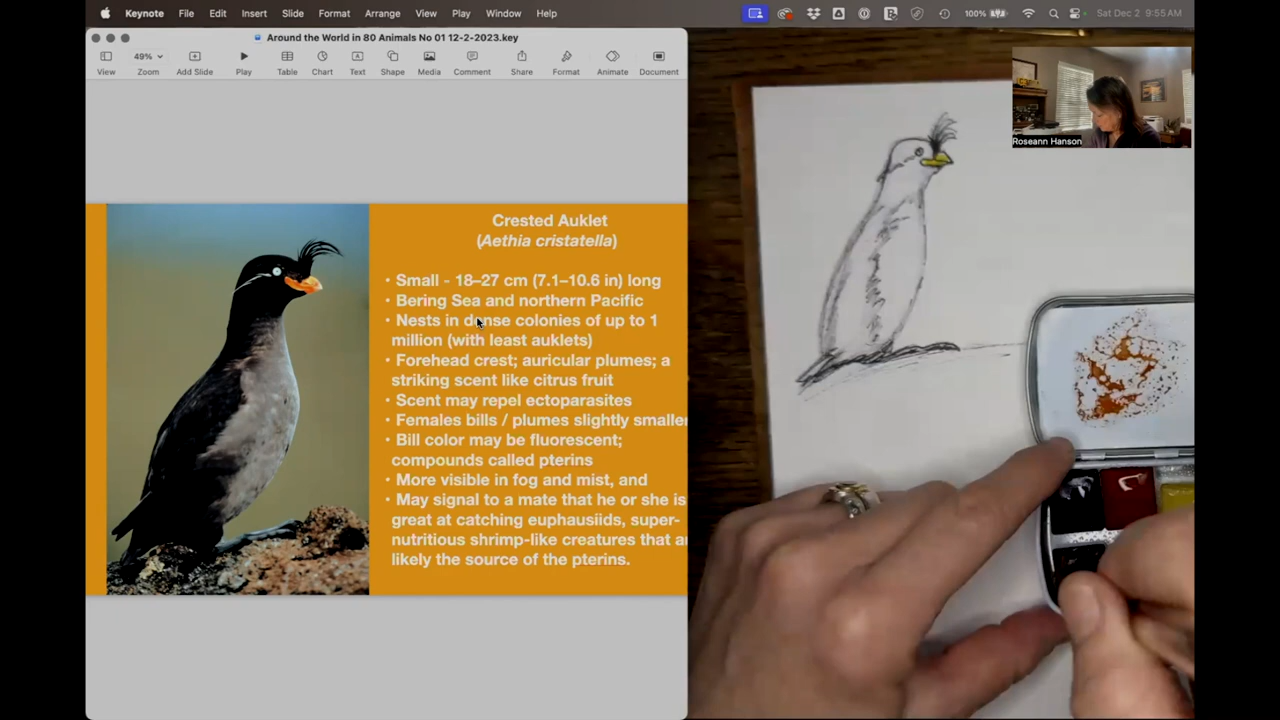 Keynote File Edit Insert Slide Format Arrange View Play Window Help 100% Sat Dec 2 9:55 AM
Around the World in 80 Animals No 01 12-2-2023.key
49%
View Zoom Add Slide Play Table Chart Text Shape Media Comment Share Format Animate Document
Roseann Hanson
Crested Auklet
(Aethia cristatella)
• Small - 18–27 cm (7.1–10.6 in) long
• Bering Sea and northern Pacific
• Nests in dense colonies of up to 1
million (with least auklets)
• Forehead crest; auricular plumes; a
striking scent like citrus fruit
• Scent may repel ectoparasites
• Females bills / plumes slightly smaller
• Bill color may be fluorescent;
compounds called pterins
• More visible in fog and mist, and
• May signal to a mate that he or she is
great at catching euphausiids, super-
nutritious shrimp-like creatures that
likely the source of the pterins.